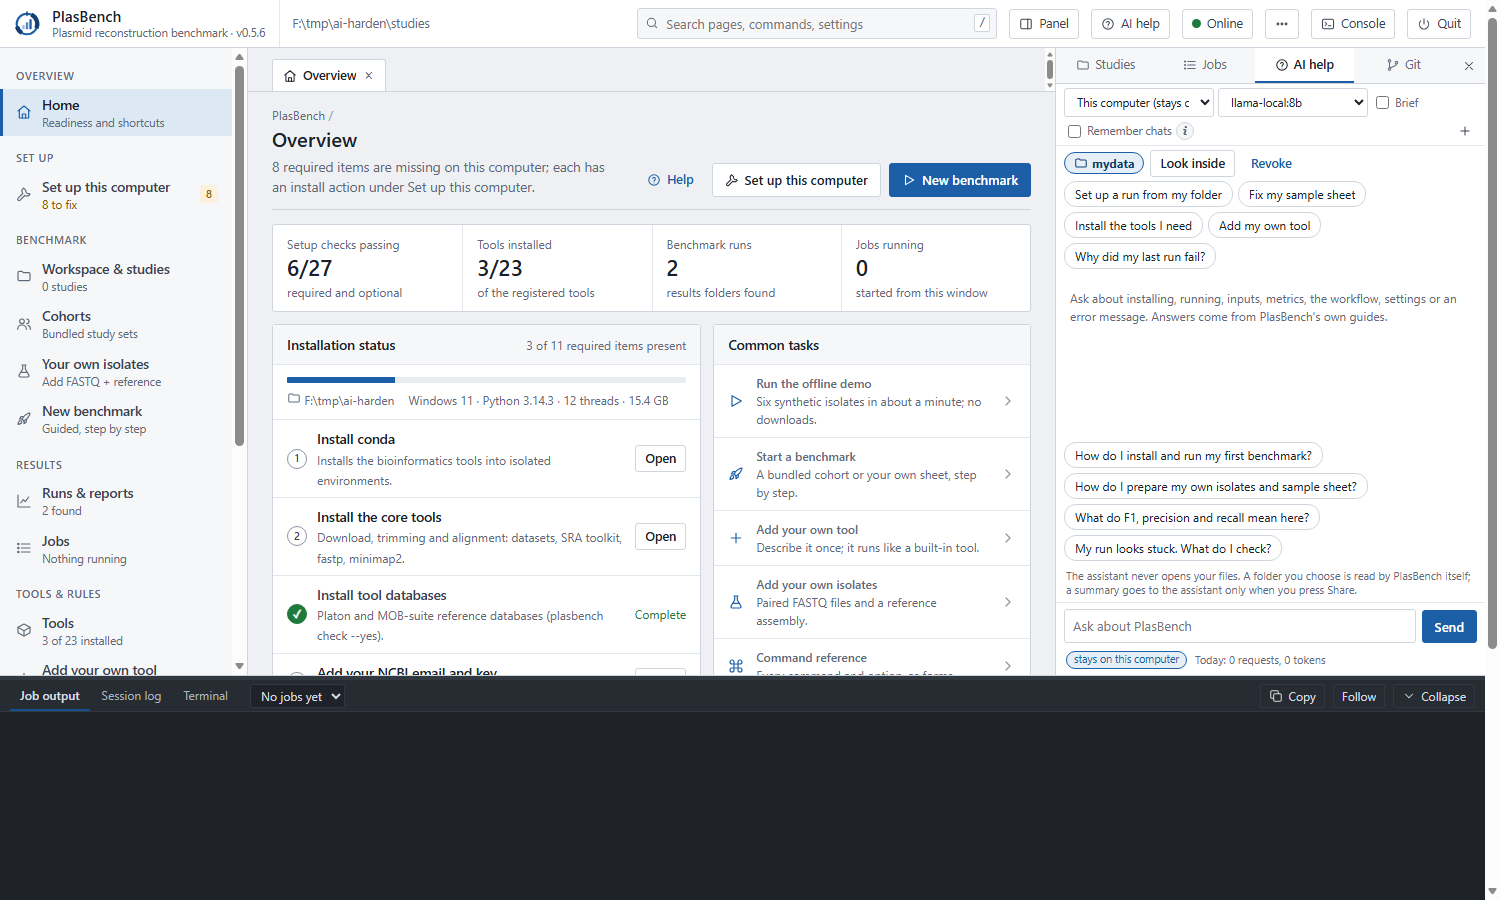 PlasBench
Plasmid reconstruction benchmark · v0.5.6
F:\tmp\ai-harden\studies
Search pages, commands, settings
/
Panel
AI help
Online
Console
Quit
OVERVIEW
Home
Readiness and shortcuts
SET UP
Set up this computer
8 to fix
8
BENCHMARK
Workspace & studies
0 studies
Cohorts
Bundled study sets
Your own isolates
Add FASTQ + reference
New benchmark
Guided, step by step
RESULTS
Runs & reports
2 found
Jobs
Nothing running
TOOLS & RULES
Tools
3 of 23 installed
Add your own tool
Overview
PlasBench /
Overview
8 required items are missing on this computer; each has
an install action under Set up this computer.
Help
Set up this computer
New benchmark
Setup checks passing
6/27
required and optional
Tools installed
3/23
of the registered tools
Benchmark runs
2
results folders found
Jobs running
0
started from this window
Installation status
3 of 11 required items present
F:\tmp\ai-harden
Windows 11 · Python 3.14.3 · 12 threads · 15.4 GB
1
Install conda
Installs the bioinformatics tools into isolated
environments.
Open
2
Install the core tools
Download, trimming and alignment: datasets, SRA toolkit,
fastp, minimap2.
Open
Install tool databases
Platon and MOB-suite reference databases (plasbench
check --yes).
Complete
Add your NCBI email and key
Common tasks
Run the offline demo
Six synthetic isolates in about a minute; no
downloads.
Start a benchmark
A bundled cohort or your own sheet, step
by step.
Add your own tool
Describe it once; it runs like a built-in tool.
Add your own isolates
Paired FASTQ files and a reference
assembly.
Command reference
Every command and option, as forms
Studies
Jobs
AI help
Git
This computer (stays c
llama-local:8b
Brief
Remember chats
i
mydata
Look inside
Revoke
Set up a run from my folder
Fix my sample sheet
Install the tools I need
Add my own tool
Why did my last run fail?
Ask about installing, running, inputs, metrics, the workflow, settings or an
error message. Answers come from PlasBench's own guides.
How do I install and run my first benchmark?
How do I prepare my own isolates and sample sheet?
What do F1, precision and recall mean here?
My run looks stuck. What do I check?
The assistant never opens your files. A folder you choose is read by PlasBench itself;
a summary goes to the assistant only when you press Share.
Ask about PlasBench
Send
stays on this computer
Today: 0 requests, 0 tokens
Job output
Session log
Terminal
No jobs yet
Copy
Follow
Collapse